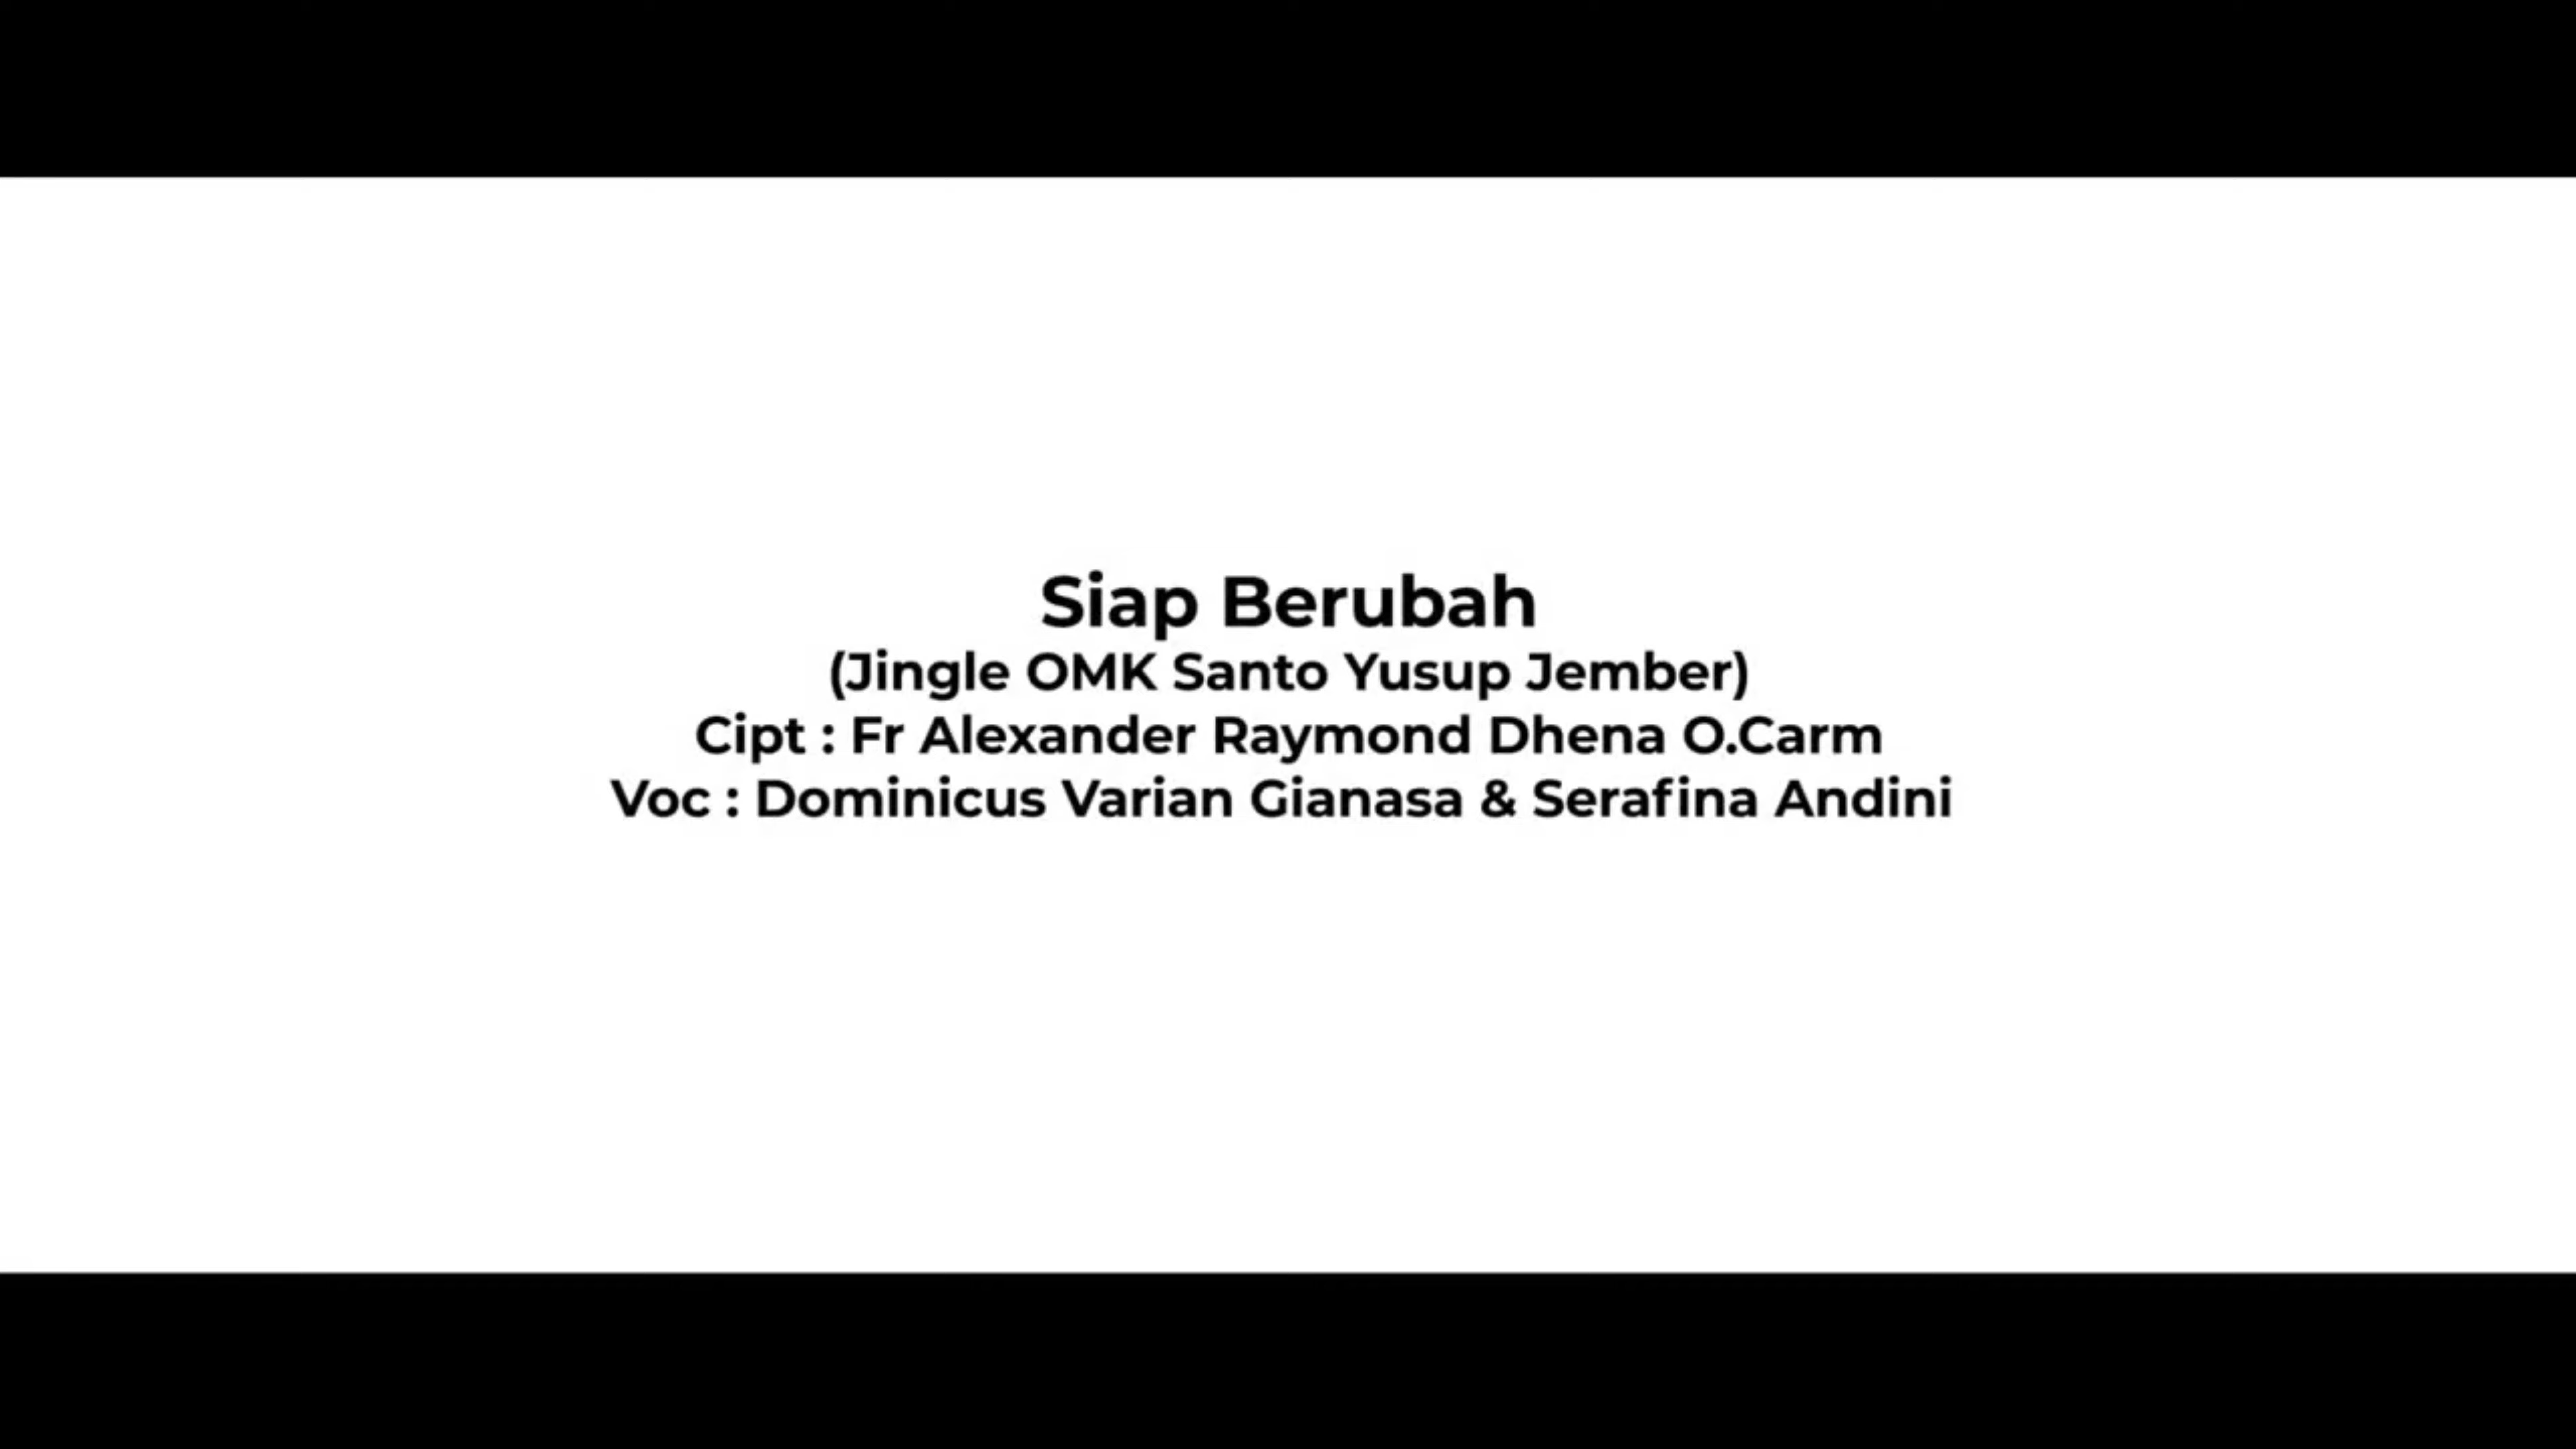 Siap Berubah
(Jingle OMK Santo Yusup Jember)
Cipt : Fr Alexander Raymond Dhena O.Carm
Voc : Dominicus Varian Gianasa & Serafina Andini